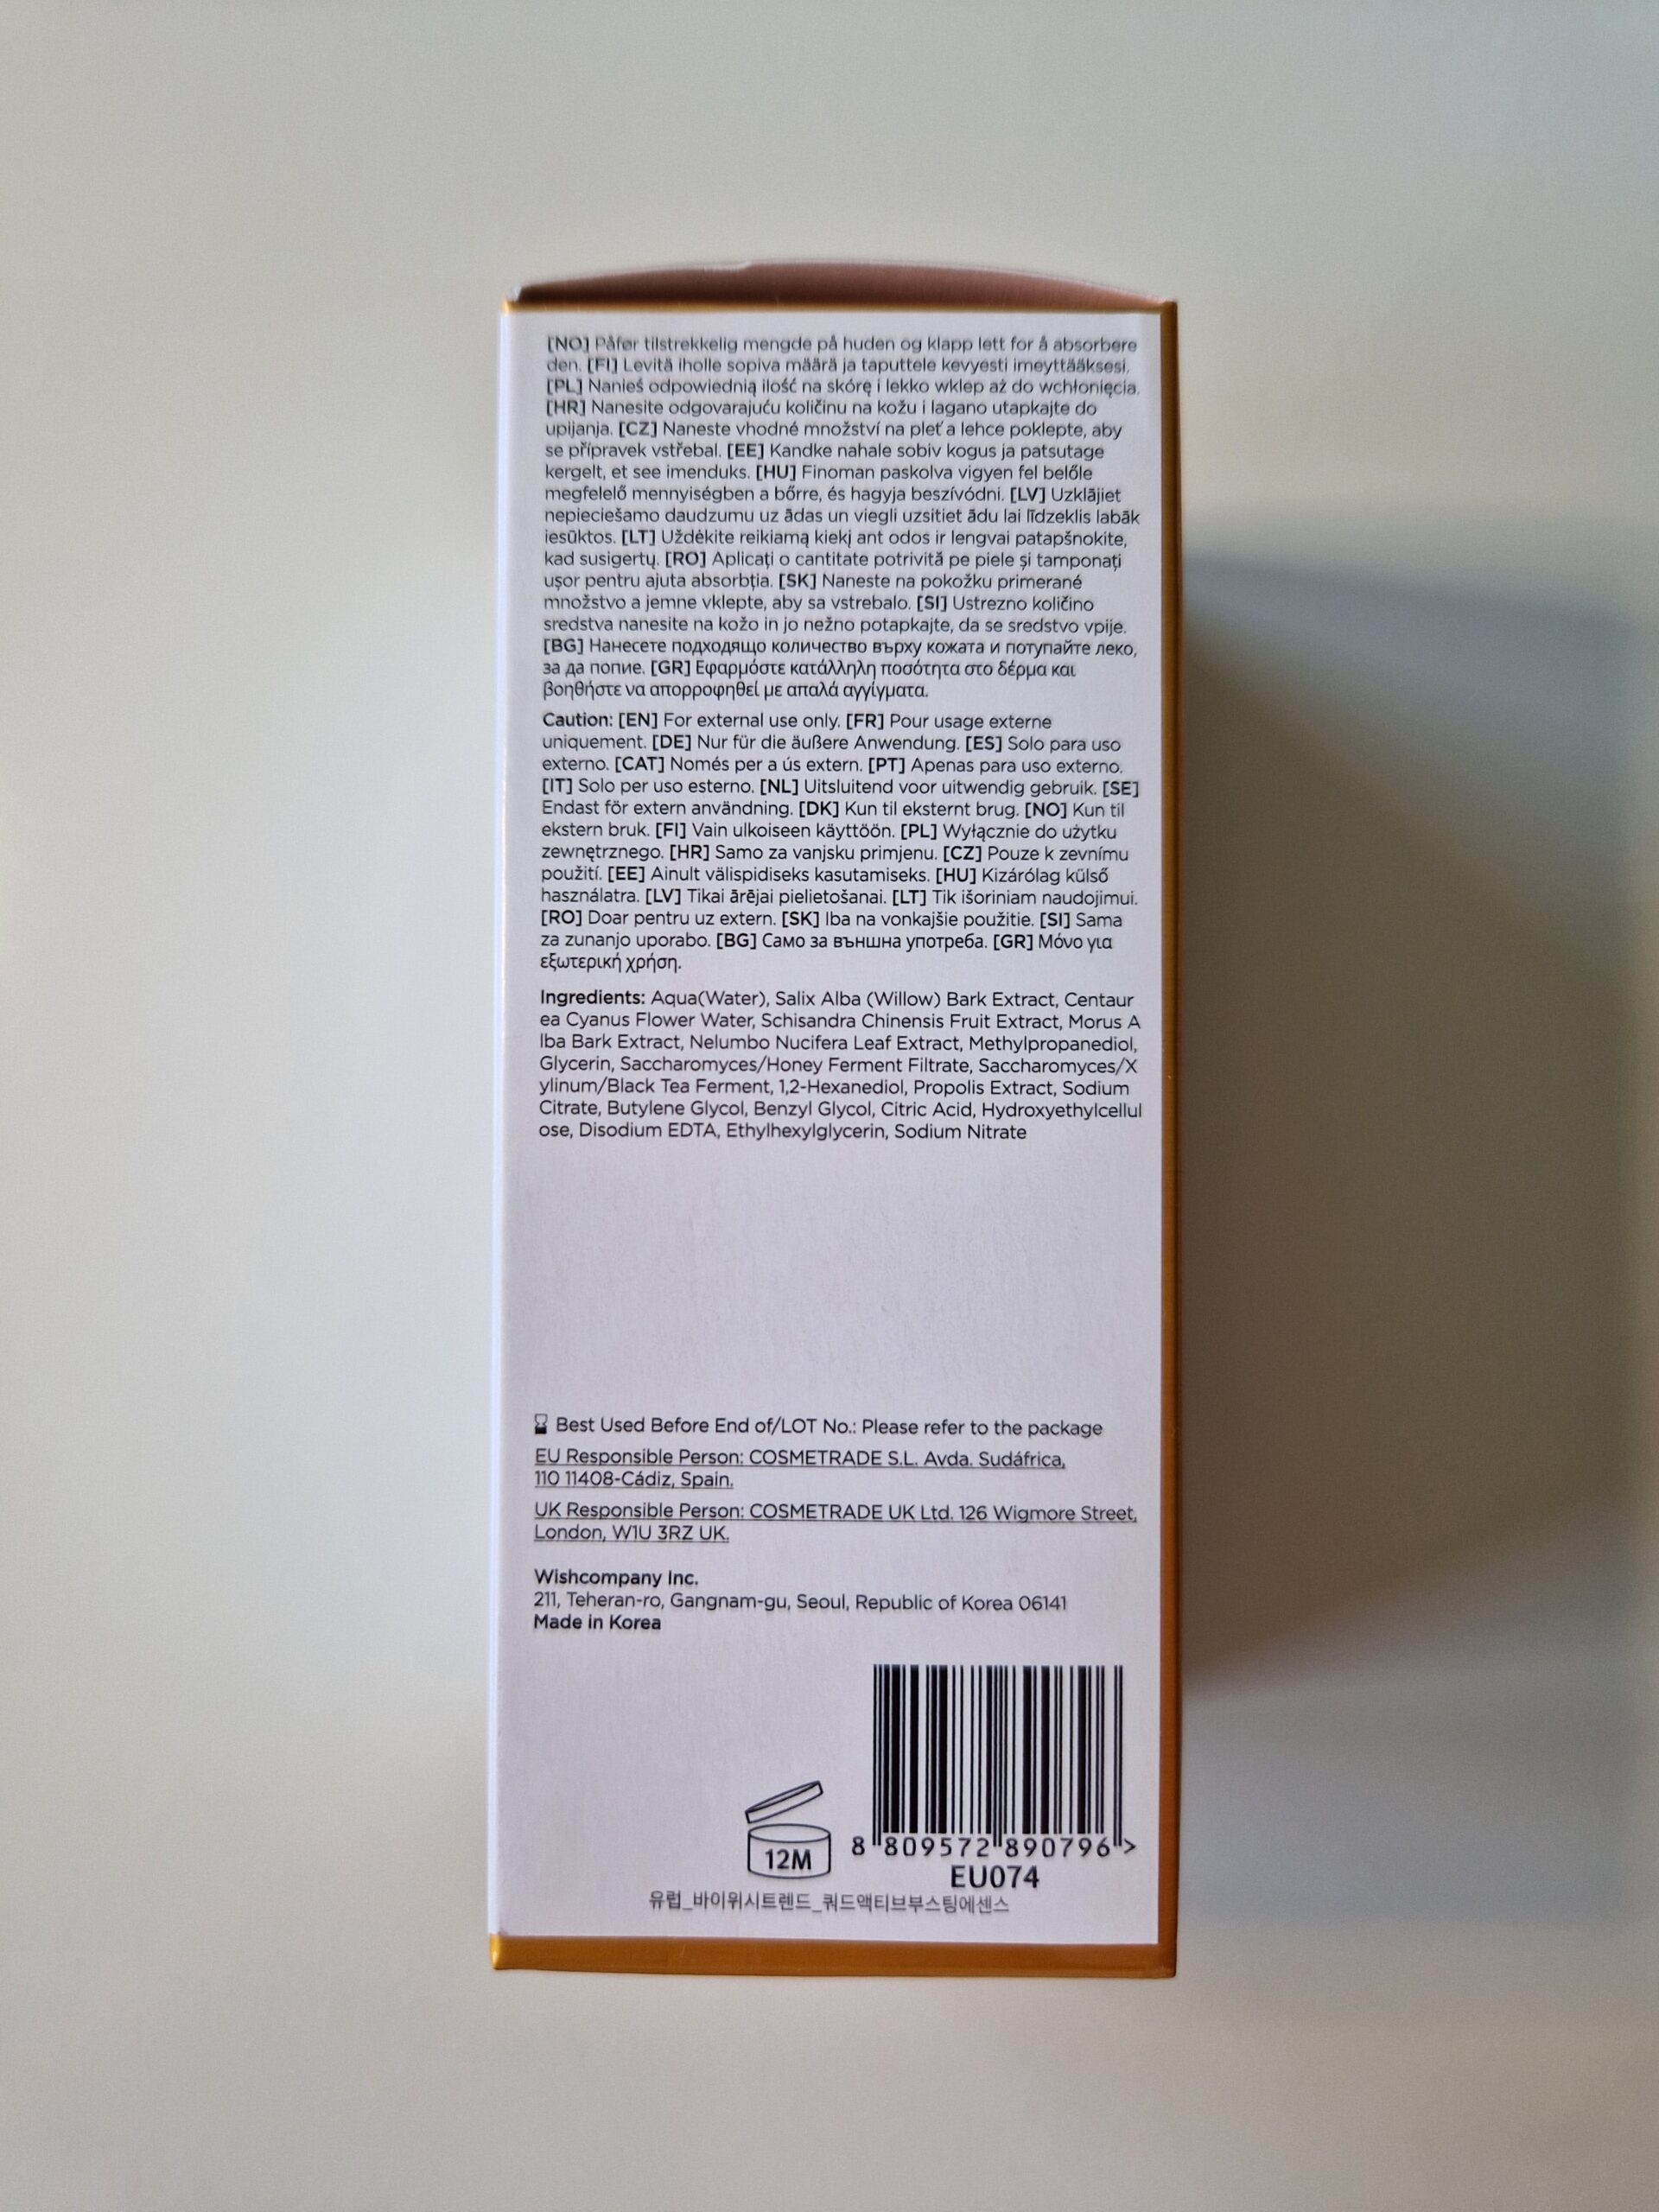 [NO] Påfør tilstrekkelig mengde på huden og klapp lett for å absorbere
den. [FI] Levitä iholle sopiva määrä ja taputtele kevyesti imeyttääksesi.
[PL] Nanieś odpowiednią ilość na skórę i lekko wklep aż do wchłonięcia.
[HR] Nanesite odgovarajuću količinu na kožu i lagano utapkajte do
upijanja. [CZ] Naneste vhodné množství na pleť a lehce poklepte, aby
se přípravek vstřebal. [EE] Kandke nahale sobiv kogus ja patsutage
kergelt, et see imenduks. [HU] Finoman paskolva vigyen fel belőle
megfelelő mennyiségben a bőrre, és hagyja beszívódni. [LV] Uzklājiet
nepieciešamo daudzumu uz ādas un viegli uzsitiet ādu lai līdzeklis labāk
iesūktos. [LT] Uždėkite reikiamą kiekį ant odos ir lengvai patapšnokite,
kad susigertų. [RO] Aplicați o cantitate potrivită pe piele și tamponați
ușor pentru ajuta absorbția. [SK] Naneste na pokožku primerané
množstvo a jemne vklepte, aby sa vstrebalo. [SI] Ustrezno količino
sredstva nanesite na kožo in jo nežno potapkajte, da se sredstvo vpije.
[BG] Нанесете подходящо количество върху кожата и потупайте леко,
за да попие. [GR] Εφαρμόστε κατάλληλη ποσότητα στο δέρμα και
βοηθήστε να απορροφηθεί με απαλά αγγίγματα.
Caution: [EN] For external use only. [FR] Pour usage externe
uniquement. [DE] Nur für die äußere Anwendung. [ES] Solo para uso
externo. [CAT] Només per a ús extern. [PT] Apenas para uso externo.
[IT] Solo per uso esterno. [NL] Uitsluitend voor uitwendig gebruik. [SE]
Endast för extern användning. [DK] Kun til eksternt brug. [NO] Kun til
ekstern bruk. [FI] Vain ulkoiseen käyttöön. [PL] Wyłącznie do użytku
zewnętrznego. [HR] Samo za vanjsku primjenu. [CZ] Pouze k zevnímu
použití. [EE] Ainult välispidiseks kasutamiseks. [HU] Kizárólag külső
használatra. [LV] Tikai ārējai pielietošanai. [LT] Tik išoriniam naudojimui.
[RO] Doar pentru uz extern. [SK] Iba na vonkajšie použitie. [SI] Sama
za zunanjo uporabo. [BG] Само за външна употреба. [GR] Μόνο για
εξωτερική χρήση.
Ingredients: Aqua(Water), Salix Alba (Willow) Bark Extract, Centaur
ea Cyanus Flower Water, Schisandra Chinensis Fruit Extract, Morus A
lba Bark Extract, Nelumbo Nucifera Leaf Extract, Methylpropanediol,
Glycerin, Saccharomyces/Honey Ferment Filtrate, Saccharomyces/X
ylinum/Black Tea Ferment, 1,2-Hexanediol, Propolis Extract, Sodium
Citrate, Butylene Glycol, Benzyl Glycol, Citric Acid, Hydroxyethylcellul
ose, Disodium EDTA, Ethylhexylglycerin, Sodium Nitrate
Best Used Before End of/LOT No.: Please refer to the package
EU Responsible Person: COSMETRADE S.L. Avda. Sudáfrica,
110 11408-Cádiz, Spain.
UK Responsible Person: COSMETRADE UK Ltd. 126 Wigmore Street,
London, W1U 3RZ UK.
Wishcompany Inc.
211, Teheran-ro, Gangnam-gu, Seoul, Republic of Korea 06141
Made in Korea
12M
8 809572 890796 >
EU074
유럽_바이위시트렌드_쿼드액티브부스팅에센스